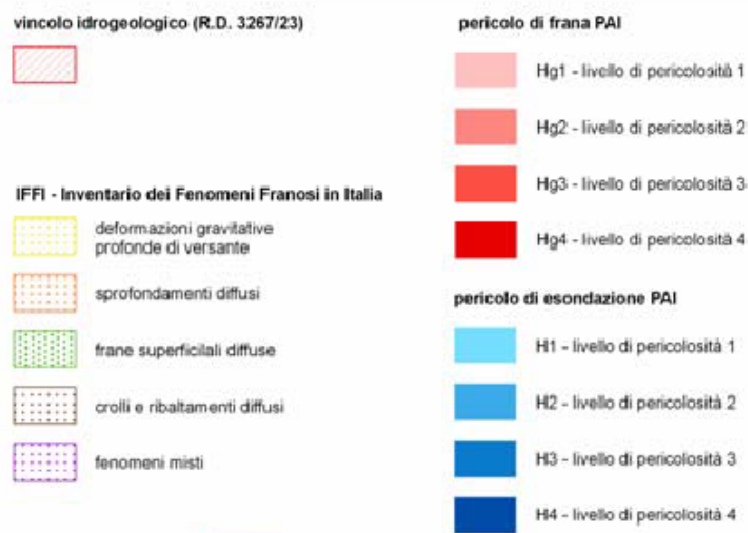 vincolo idrogeologico (R.D. 3267/23)
IFFI - Inventario dei Fenomeni Franosi in Italia
deformazioni gravitative
profonde di versante
sprofondamenti diffusi
frane superficilali diffuse
crolli e ribaltamenti diffusi
fenomeni misti
pericolo di frana PAI
Hg1 - livello di pericolosità 1
Hg2 - livello di pericolosità 2
Hg3 - livello di pericolosità 3
Hg4 - livello di pericolosità 4
pericolo di esondazione PAI
Hi1 - livello di pericolosità 1
Hi2 - livello di pericolosità 2
Hi3 - livello di pericolosità 3
Hi4 - livello di pericolosità 4